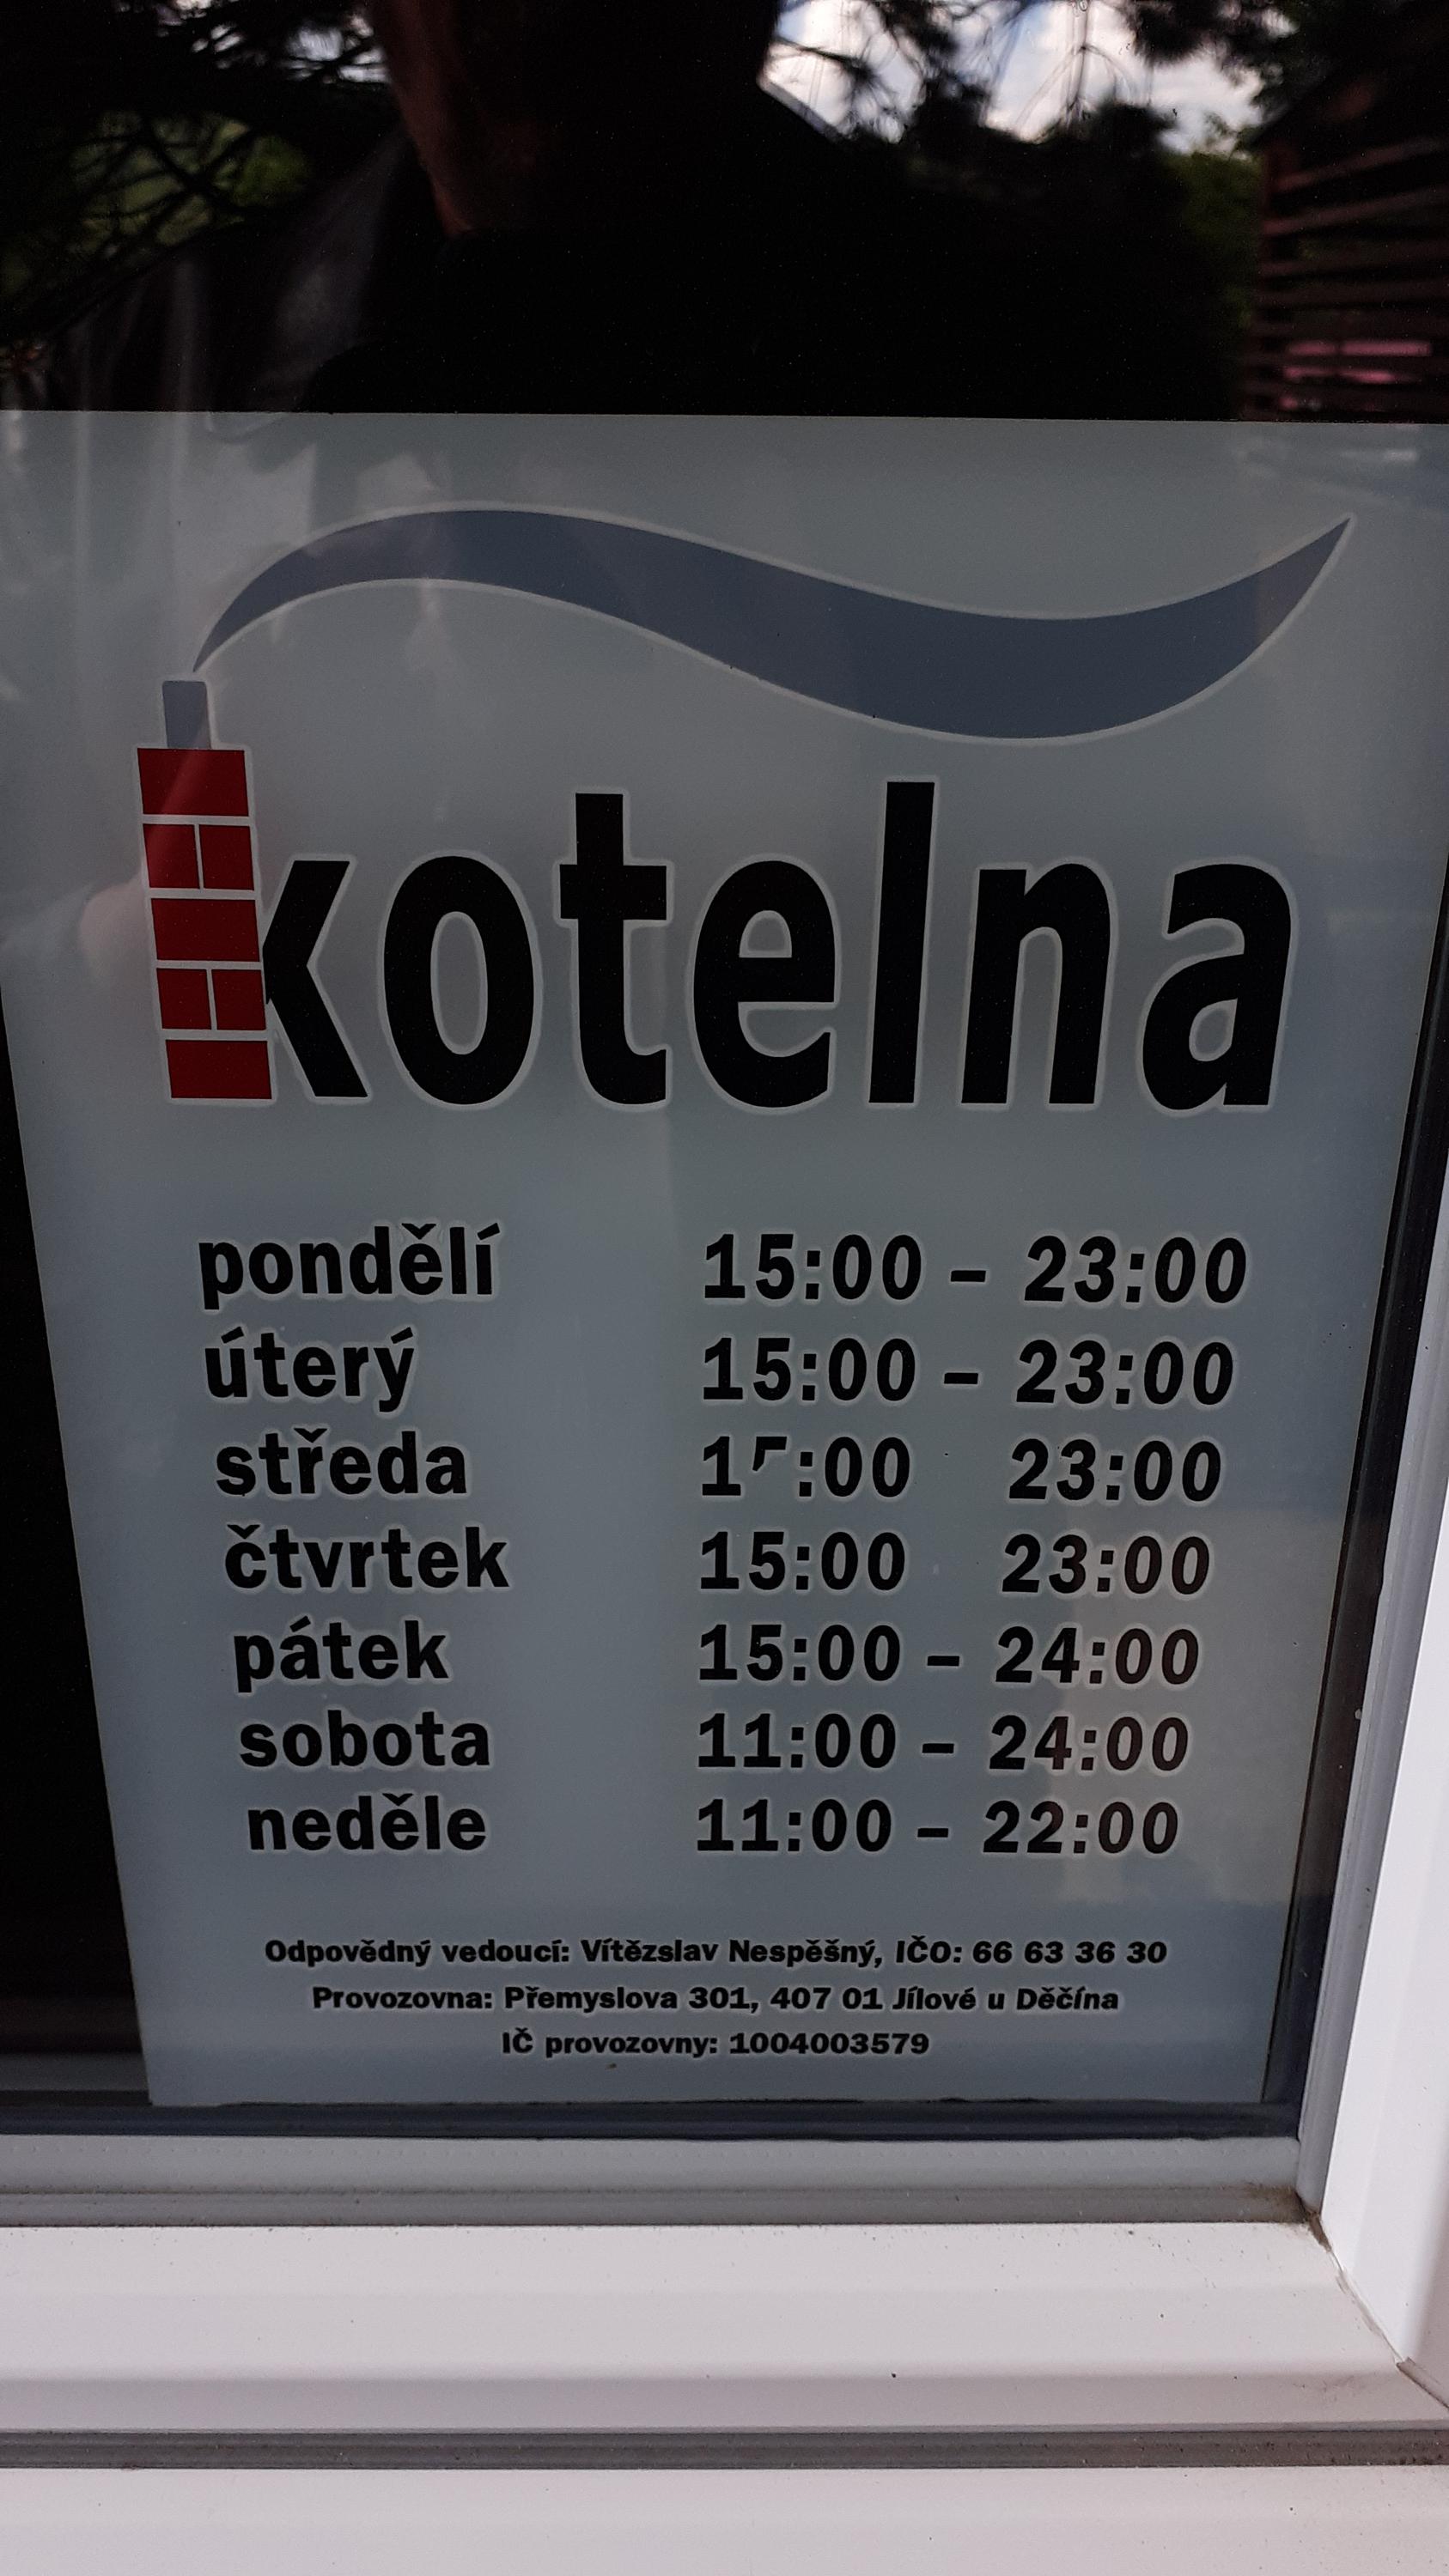 kotelna
pondělí 15:00 – 23:00
úterý 15:00 – 23:00
středa 23:00
čtvrtek 15:00 23:00
pátek 15:00 – 24:00
sobota 11:00 – 24:00
neděle 11:00 – 22:00
Odpovědný vedoucí: Vítězslav Nespěšný, IČO: 66 63 36 30
Provozovna: Přemyslova 301, 407 01 Jílové u Děčína
IČ provozovny: 1004003579